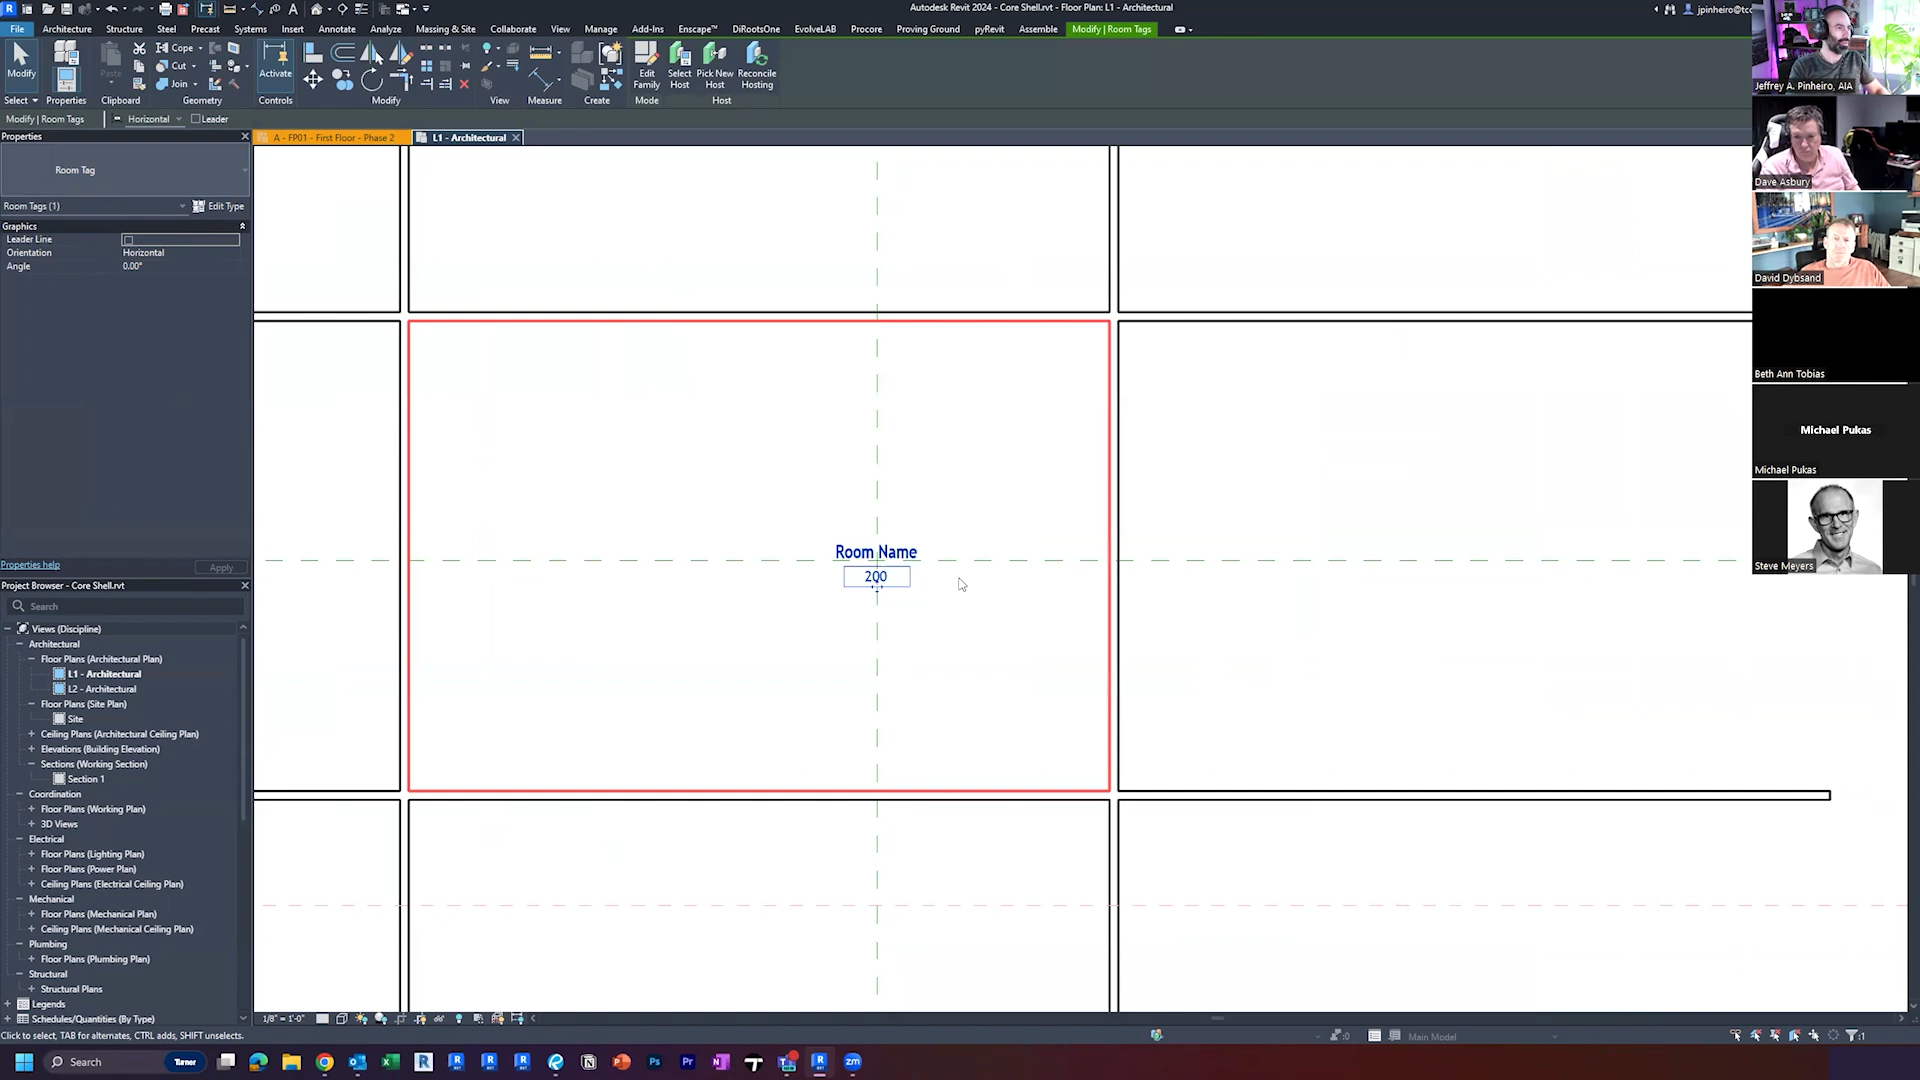 Autodesk Revit 2024 - Core Shell.rvt - Floor Plan: L1 - Architectural
jpinheiro@tcc
File Architecture Structure Steel Precast Systems Insert Annotate Analyze Massing & Site Collaborate View Manage Add-Ins Enscape™ DiRootsOne EvolveLAB Procore Proving Ground pyRevit Assemble Modify | Room Tags
Modify
Paste
Cope
Cut
Join
Activate
Edit Family
Select Host
Pick New Host
Reconcile Hosting
Select Properties Clipboard Geometry Controls Modify View Measure Create Mode Host
Modify | Room Tags Horizontal Leader
Properties
A - FP01 - First Floor - Phase 2
L1 - Architectural
Room Tag
Room Tags (1) Edit Type
Graphics
Leader Line
Orientation Horizontal
Angle 0.00°
Properties help Apply
Project Browser - Core Shell.rvt
Search
Views (Discipline)
Architectural
Floor Plans (Architectural Plan)
L1 - Architectural
L2 - Architectural
Floor Plans (Site Plan)
Site
Ceiling Plans (Architectural Ceiling Plan)
Elevations (Building Elevation)
Sections (Working Section)
Section 1
Coordination
Floor Plans (Working Plan)
3D Views
Electrical
Floor Plans (Lighting Plan)
Floor Plans (Power Plan)
Ceiling Plans (Electrical Ceiling Plan)
Mechanical
Floor Plans (Mechanical Plan)
Ceiling Plans (Mechanical Ceiling Plan)
Plumbing
Floor Plans (Plumbing Plan)
Structural
Structural Plans
Legends
Schedules/Quantities (By Type)
Room Name
200
Jeffrey A. Pinheiro, AIA
Dave Asbury
David Dybsand
Beth Ann Tobias
Michael Pukas
Michael Pukas
Steve Meyers
1/8" = 1'-0"
Click to select, TAB for alternates, CTRL adds, SHIFT unselects.
:0
Main Model
:1
Search
Turner